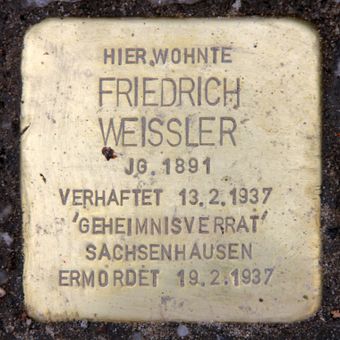 HIER WOHNTE
FRIEDRICH
WEISSLER
JG. 1891
VERHAFTET 13.2.1937
'GEHEIMNISVERRAT'
SACHSENHAUSEN
ERMORDET 19.2.1937